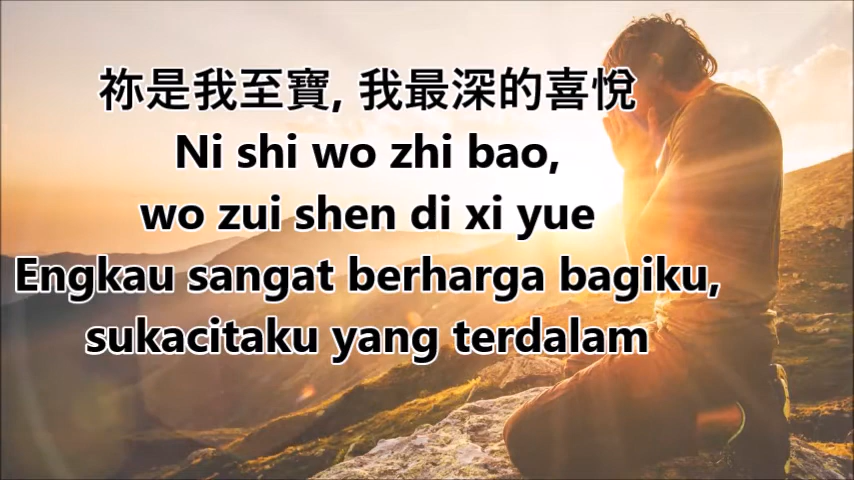 祢是我至寶, 我最深的喜悅
Ni shi wo zhi bao,
wo zui shen di xi yue
Engkau sangat berharga bagiku,
sukacitaku yang terdalam